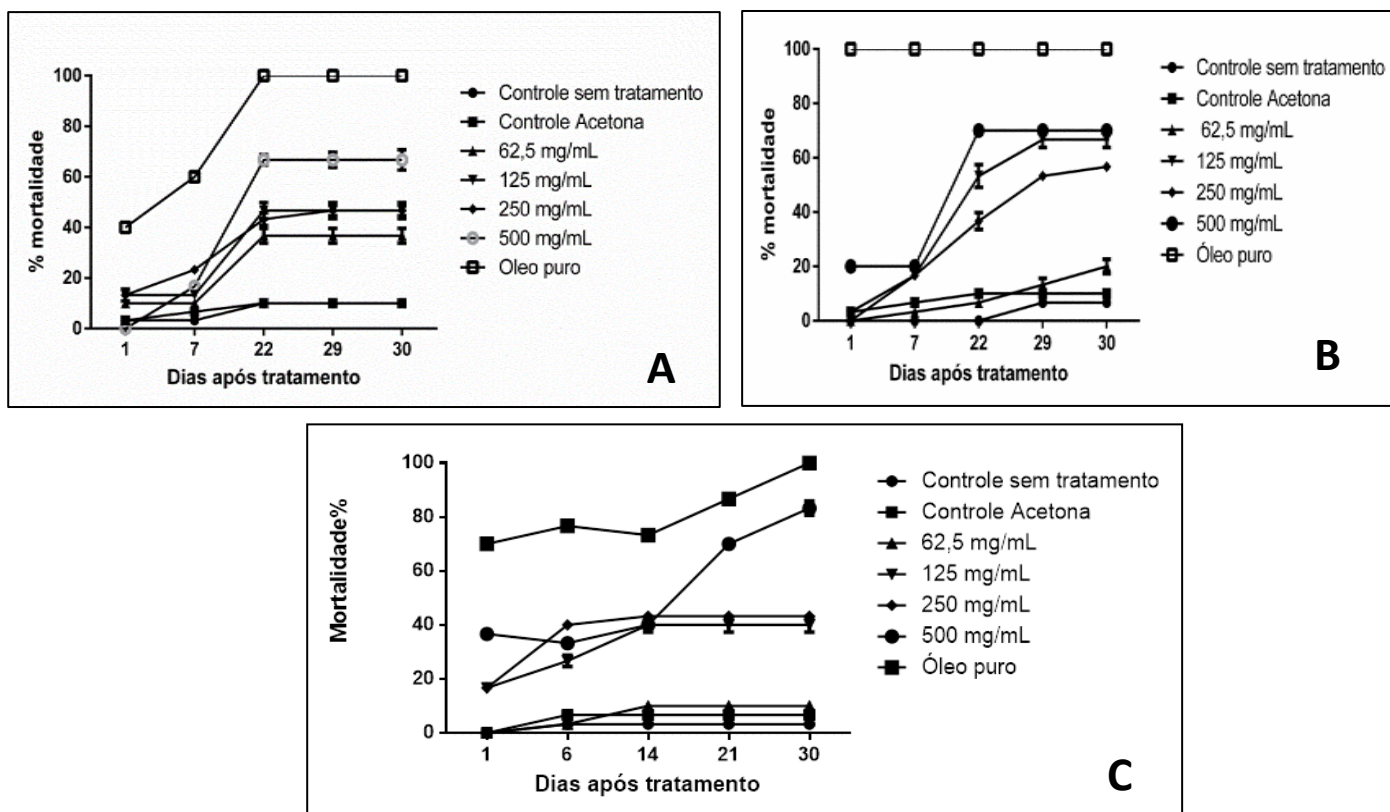 100
80
60
40
20
0
% mortalidade
1 7 22 29 30
Dias após tratamento
Controle sem tratamento
Controle Acetona
62,5 mg/mL
125 mg/mL
250 mg/mL
500 mg/mL
Óleo puro
A
100
80
60
40
20
0
% mortalidade
1 7 22 29 30
Dias após tratamento
Controle sem tratamento
Controle Acetona
62,5 mg/mL
125 mg/mL
250 mg/mL
500 mg/mL
Óleo puro
B
100
80
60
40
20
0
Mortalidade%
1 6 14 21 30
Dias após tratamento
Controle sem tratamento
Controle Acetona
62,5 mg/mL
125 mg/mL
250 mg/mL
500 mg/mL
Óleo puro
C